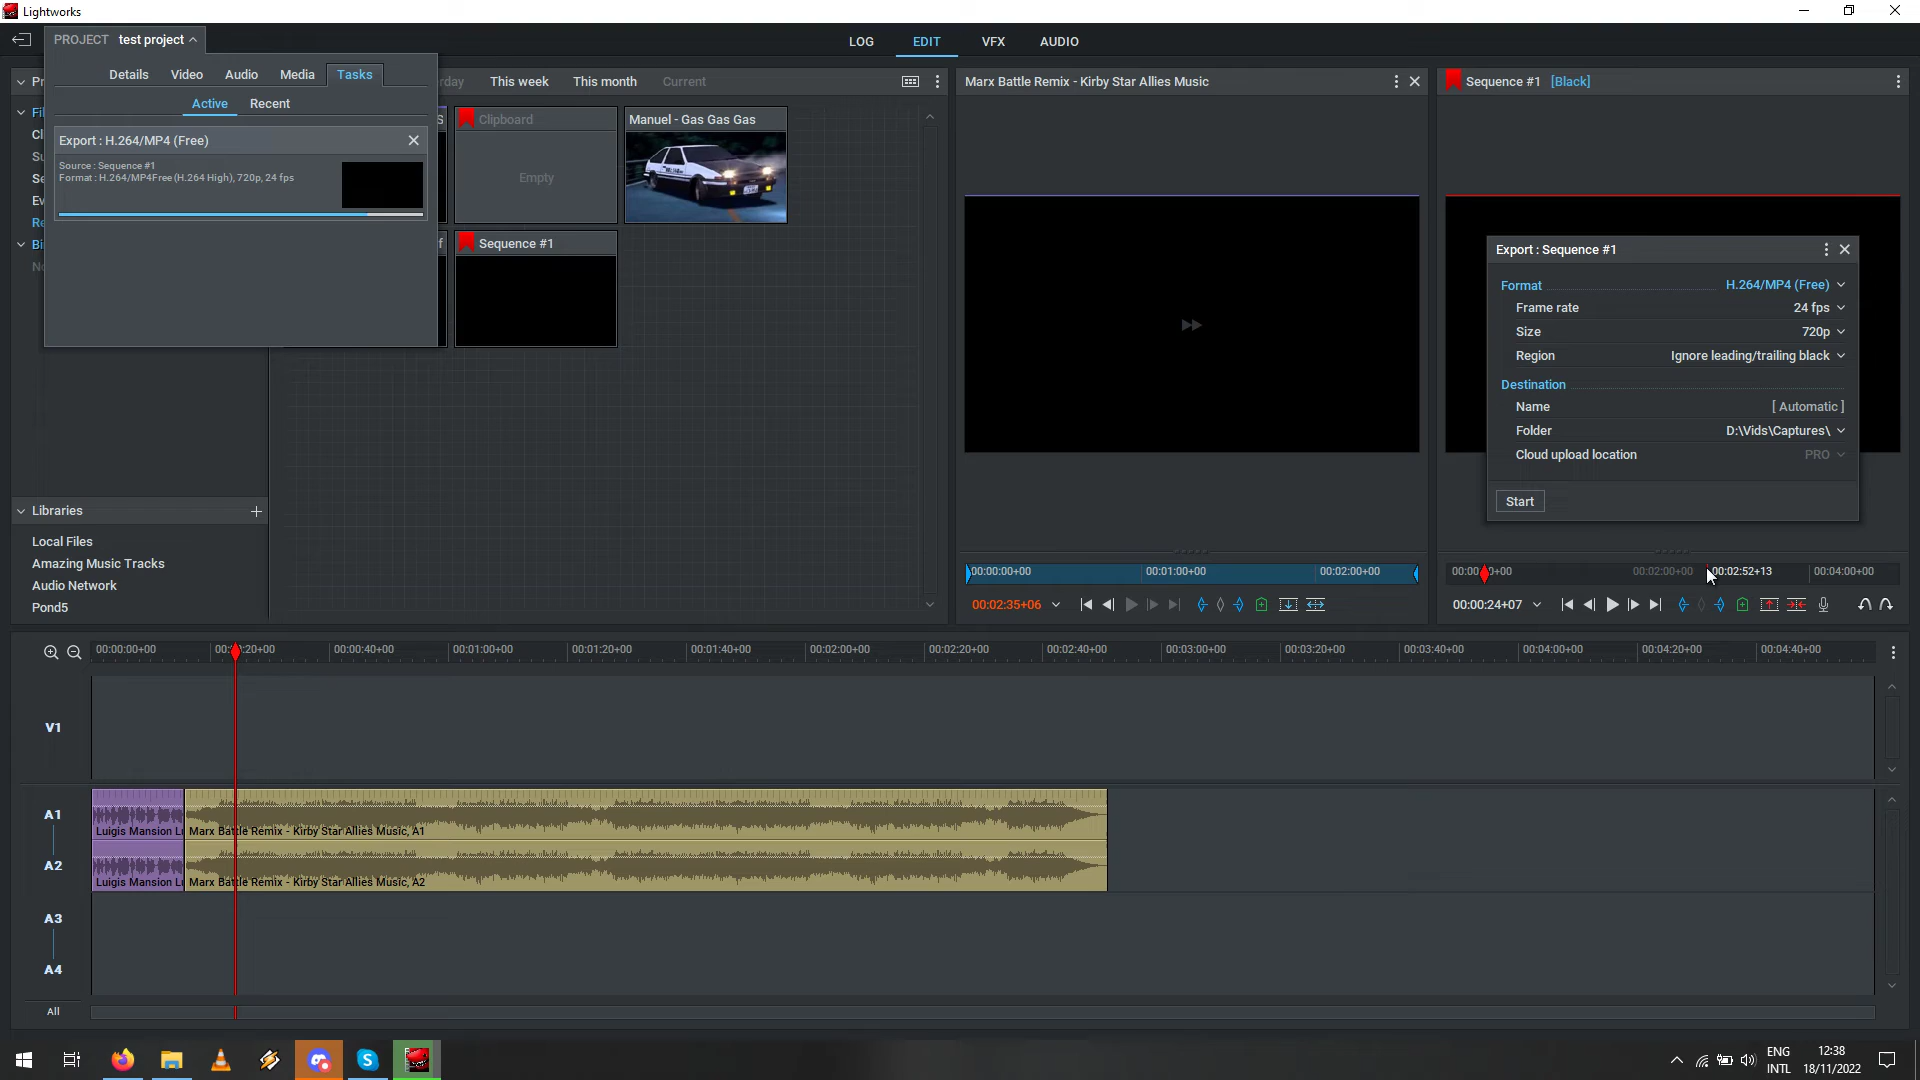 Lightworks
PROJECT test project
LOG EDIT VFX AUDIO
Details Video Audio Media Tasks
Active Recent
Export : H.264/MP4 (Free)
Source : Sequence #1
Format : H.264/MP4Free (H.264 High), 720p, 24 fps
This week This month Current
Clipboard
Empty
Manuel - Gas Gas Gas
Sequence #1
Libraries
Local Files
Amazing Music Tracks
Audio Network
Pond5
Marx Battle Remix - Kirby Star Allies Music
00:00:00+00 00:01:00+00 00:02:00+00
00:02:35+06
Sequence #1 [Black]
Export : Sequence #1
Format H.264/MP4 (Free)
Frame rate 24 fps
Size 720p
Region Ignore leading/trailing black
Destination
Name [ Automatic ]
Folder D:\Vids\Captures\
Cloud upload location PRO
Start
00:02:00+00 00:02:52+13 00:04:00+00
00:00:24+07
00:00:00+00 00:00:40+00 00:01:00+00 00:01:20+00 00:01:40+00 00:02:00+00 00:02:20+00 00:02:40+00 00:03:00+00 00:03:20+00 00:03:40+00 00:04:00+00 00:04:20+00 00:04:40+00
V1
A1
Luigis Mansion Marx Battle Remix - Kirby Star Allies Music, A1
A2
Luigis Mansion Marx Battle Remix - Kirby Star Allies Music, A2
A3
A4
All
ENG
INTL
12:38
18/11/2022